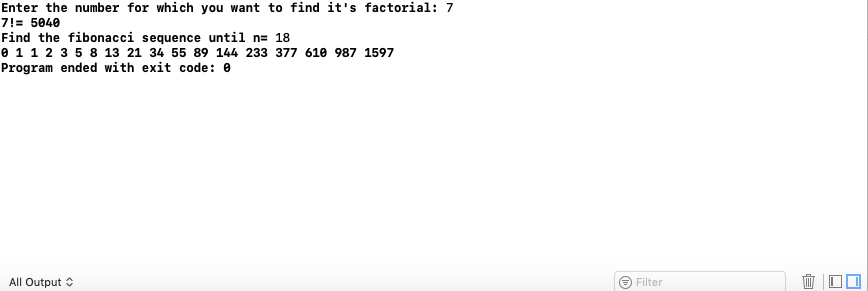 Enter the number for which you want to find it's factorial: 7
7!= 5040
Find the fibonacci sequence until n= 18
0 1 1 2 3 5 8 13 21 34 55 89 144 233 377 610 987 1597
Program ended with exit code: 0
All Output
Filter